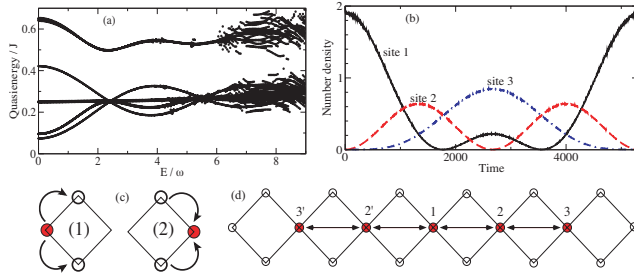 (a)
Quasienergy / J
0.6
0.4
0.2
0
0
2
4
6
8
E / ω
(b)
Number density
2
1
0
0
2000
4000
Time
site 1
site 2
site 3
(c)
(1)
(2)
(d)
3'
2'
1
2
3